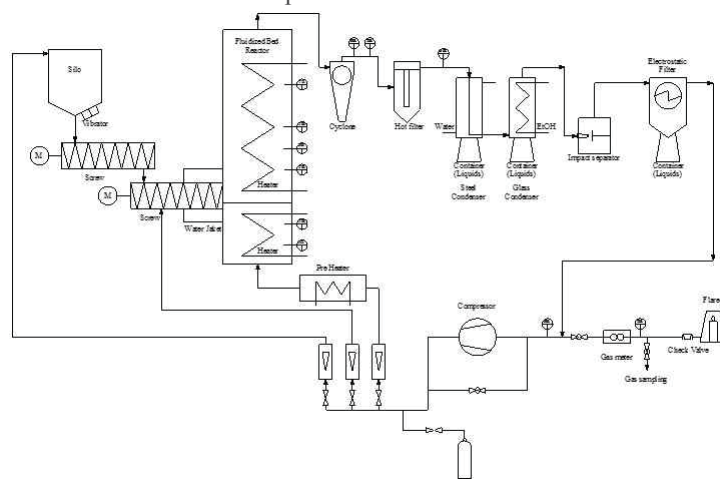 Silo
Vibrator
M
Screw
M
Screw
Water Jaket
Fluidized Bed
Reactor
Heater
Heater
Pre Heater
Cyclone
Hot filter
Water
Container
(Liquids)
Steel
Condenser
EtOH
Container
(Liquids)
Glass
Condenser
Impact separator
Electrostatic
Filter
Container
(Liquids)
Compressor
Gas meter
Gas sampling
Check Valve
Flare